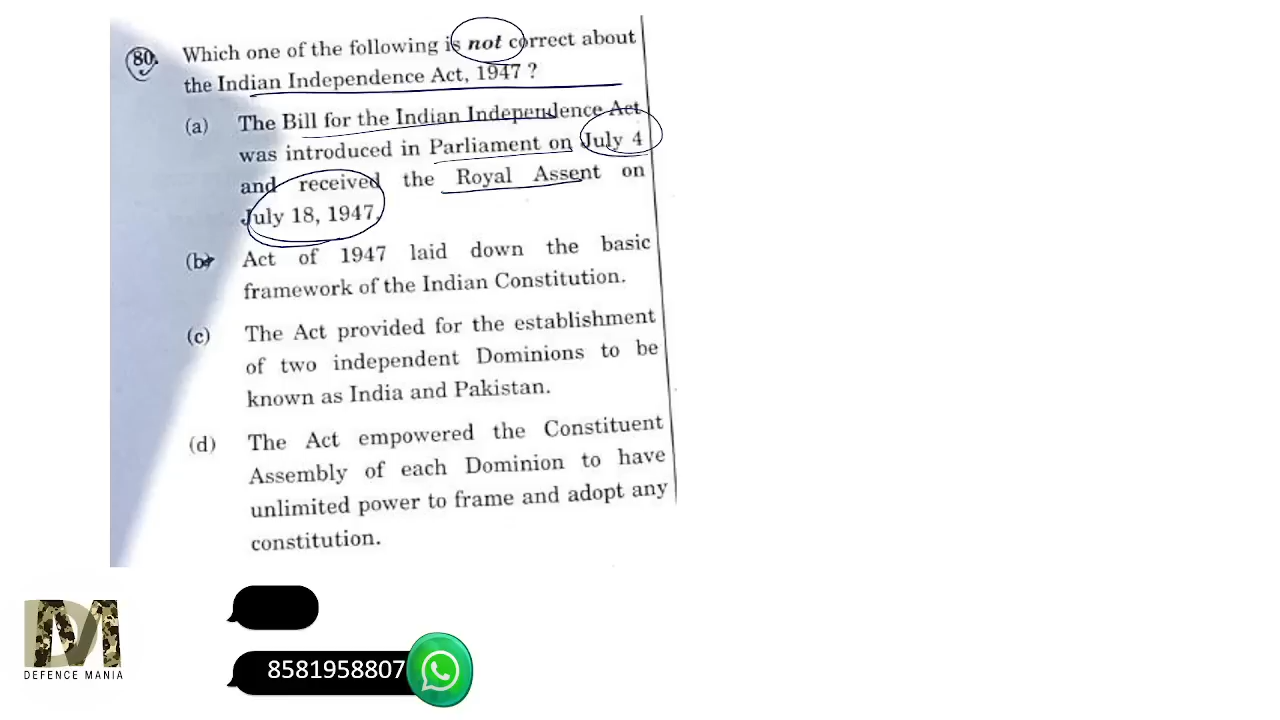 80. Which one of the following is not correct about
the Indian Independence Act, 1947 ?
(a) The Bill for the Indian Independence Act
was introduced in Parliament on July 4
and received the Royal Assent on
July 18, 1947.
(b) Act of 1947 laid down the basic
framework of the Indian Constitution.
(c) The Act provided for the establishment
of two independent Dominions to be
known as India and Pakistan.
(d) The Act empowered the Constituent
Assembly of each Dominion to have
unlimited power to frame and adopt any
constitution.
DM
DEFENCE MANIA
8581958807